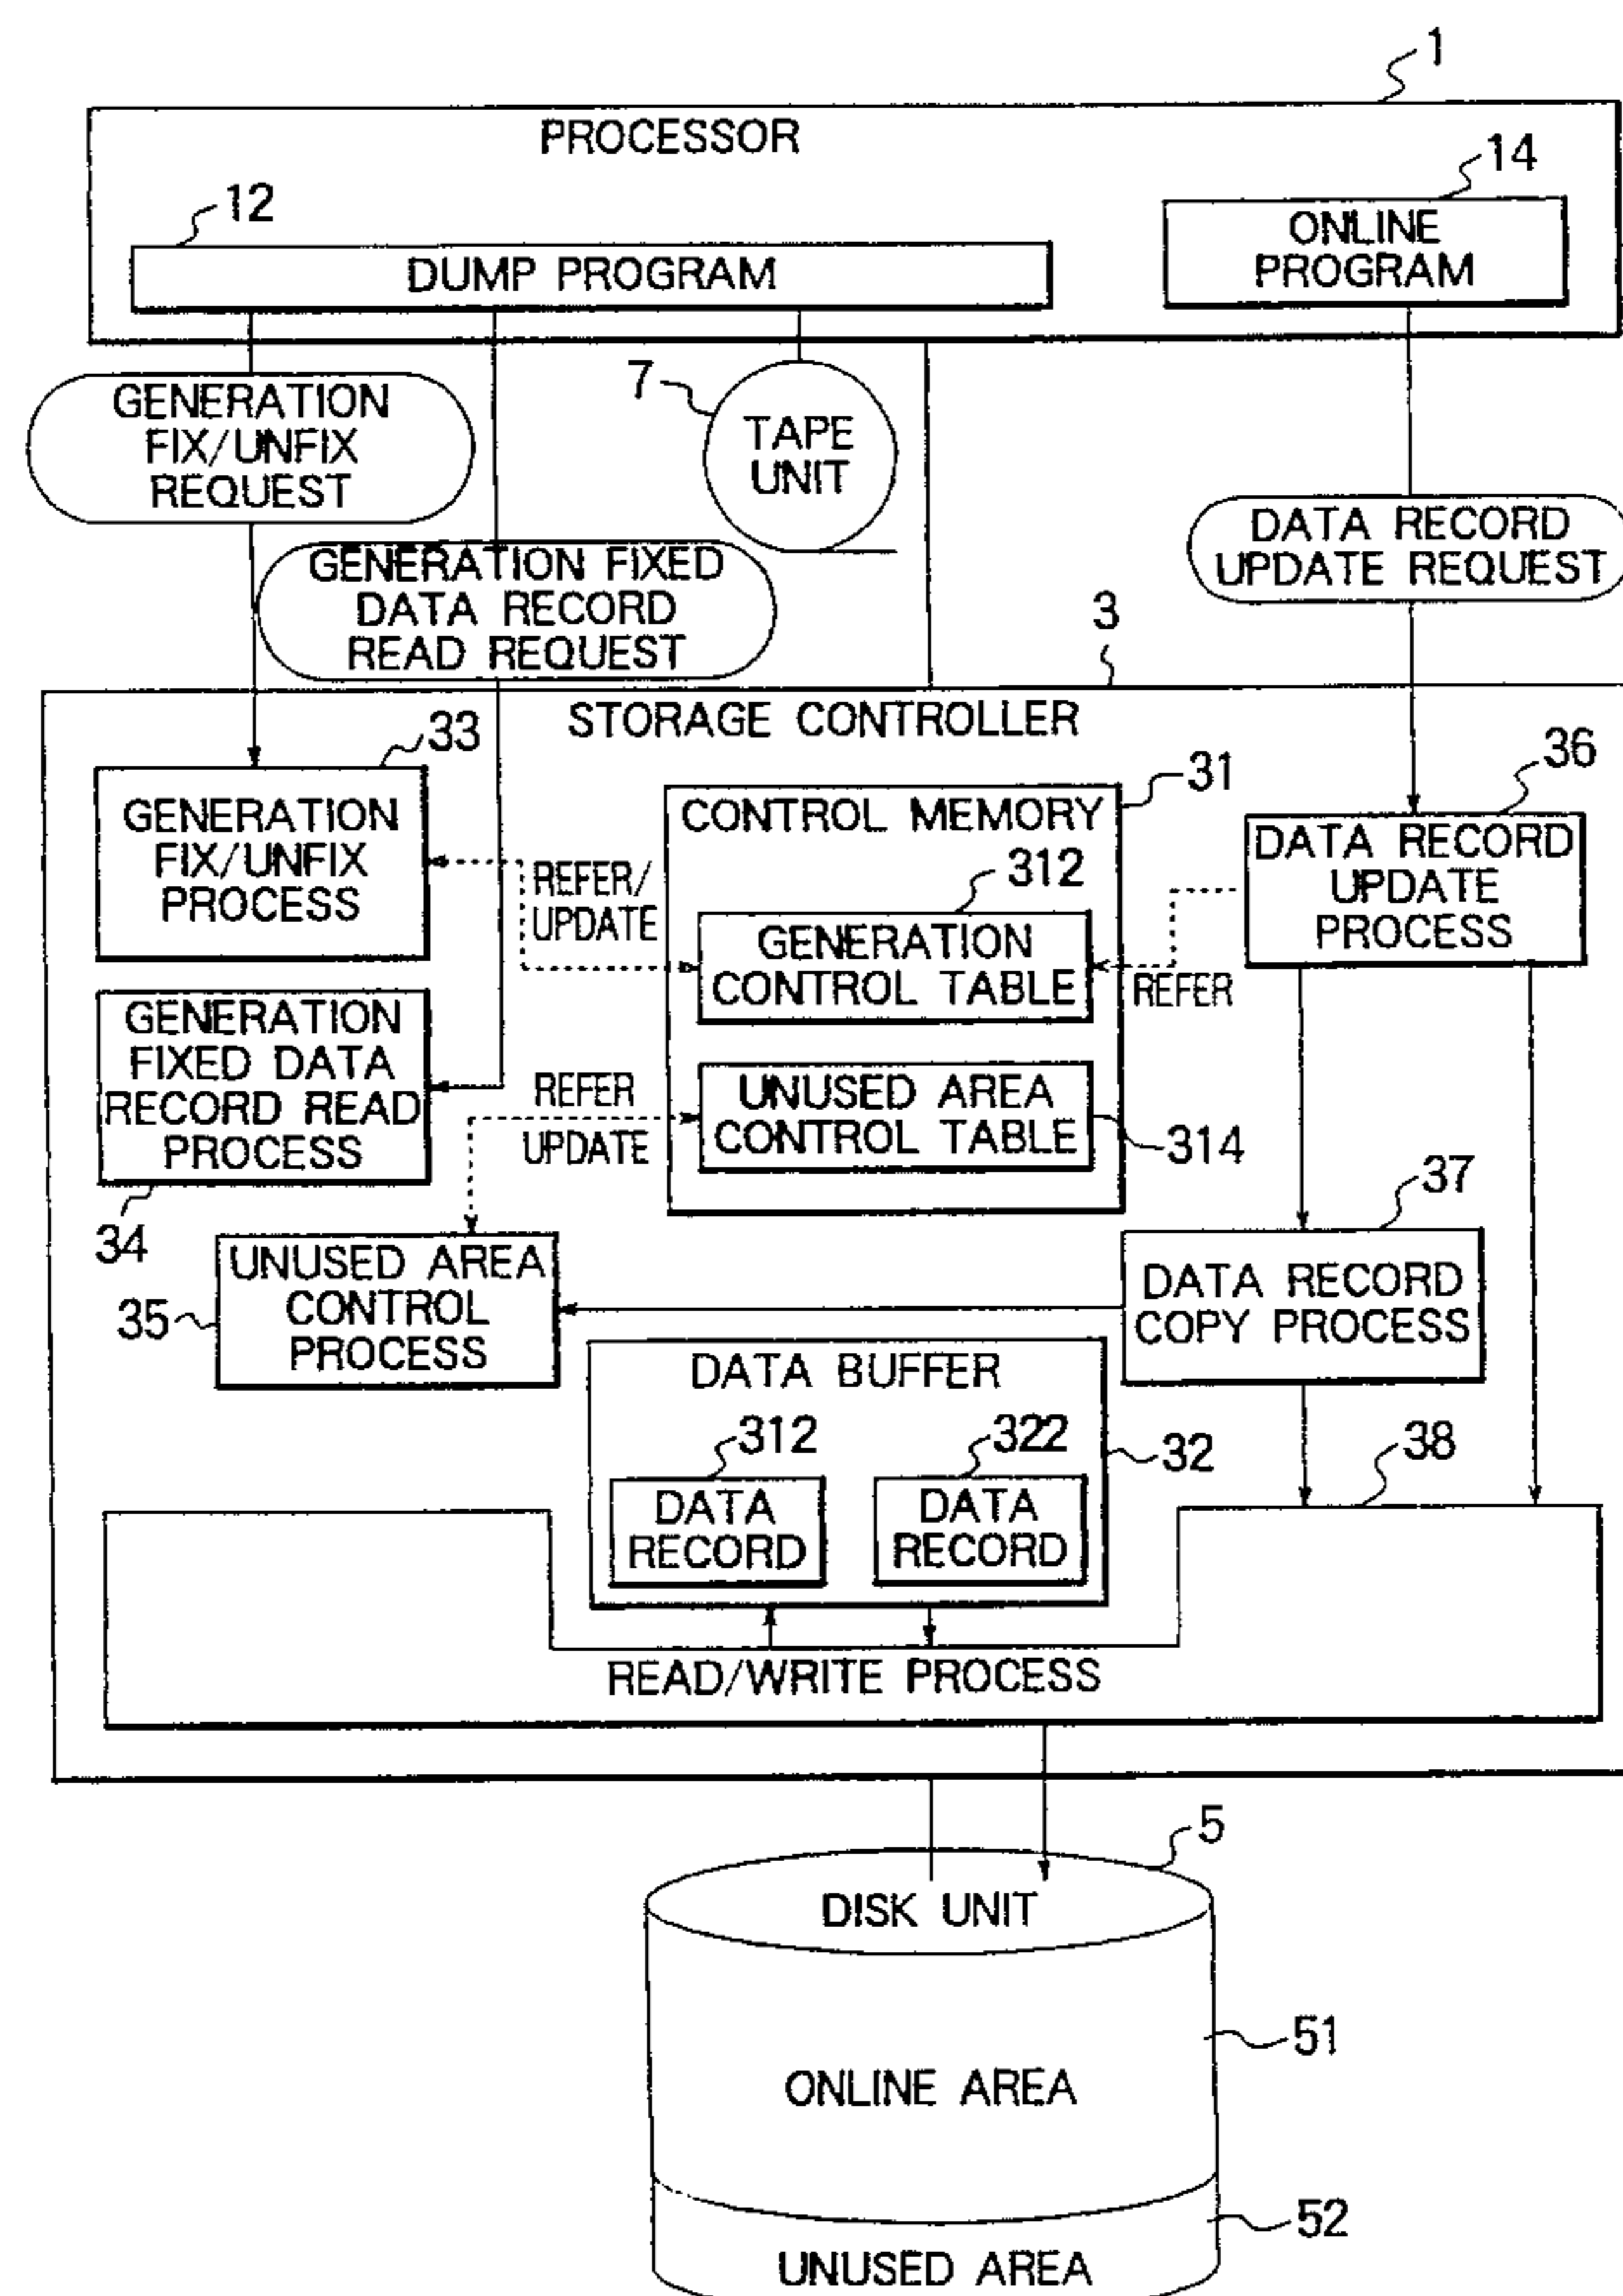 1
PROCESSOR
14
12
ONLINE
PROGRAM
DUMP PROGRAM
GENERATION
FIX/UNFIX
REQUEST
7
TAPE
UNIT
DATA RECORD
UPDATE REQUEST
GENERATION FIXED
DATA RECORD
READ REQUEST
3
STORAGE CONTROLLER
33
GENERATION
FIX/UNFIX
PROCESS
REFER/
UPDATE
31
CONTROL MEMORY
312
GENERATION
CONTROL TABLE
36
DATA RECORD
UPDATE
PROCESS
REFER
GENERATION
FIXED DATA
RECORD READ
PROCESS
34
REFER
UPDATE
UNUSED AREA
CONTROL TABLE
314
37
DATA RECORD
COPY PROCESS
35
UNUSED AREA
CONTROL
PROCESS
DATA BUFFER
312
322
32
38
DATA
RECORD
DATA
RECORD
READ/WRITE PROCESS
5
DISK UNIT
51
ONLINE AREA
52
UNUSED AREA